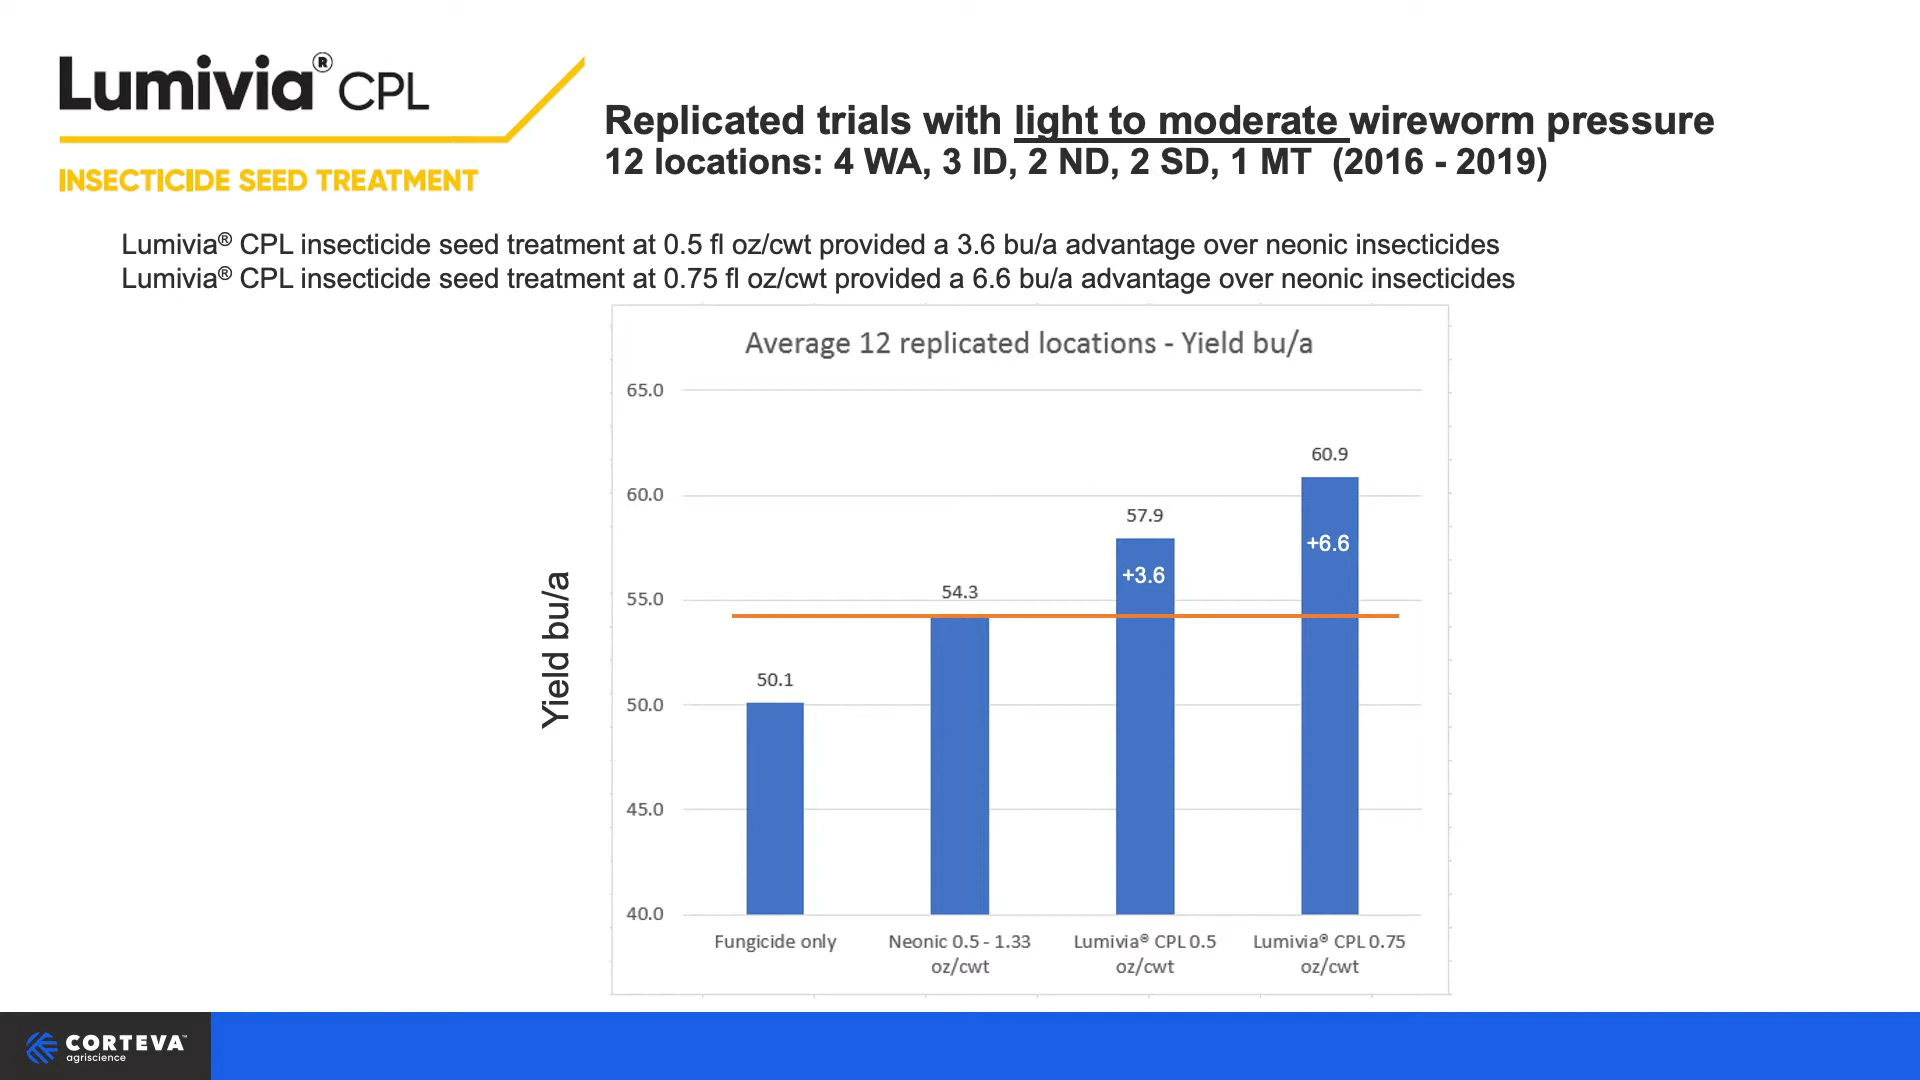 Lumivia® CPL
INSECTICIDE SEED TREATMENT
Replicated trials with light to moderate wireworm pressure
12 locations: 4 WA, 3 ID, 2 ND, 2 SD, 1 MT (2016 - 2019)
Lumivia® CPL insecticide seed treatment at 0.5 fl oz/cwt provided a 3.6 bu/a advantage over neonic insecticides
Lumivia® CPL insecticide seed treatment at 0.75 fl oz/cwt provided a 6.6 bu/a advantage over neonic insecticides
Average 12 replicated locations - Yield bu/a
Yield bu/a
65.0
60.0
55.0
50.0
45.0
40.0
50.1
54.3
57.9
+3.6
60.9
+6.6
Fungicide only
Neonic 0.5 - 1.33
oz/cwt
Lumivia® CPL 0.5
oz/cwt
Lumivia® CPL 0.75
oz/cwt
CORTEVA™
agriscience